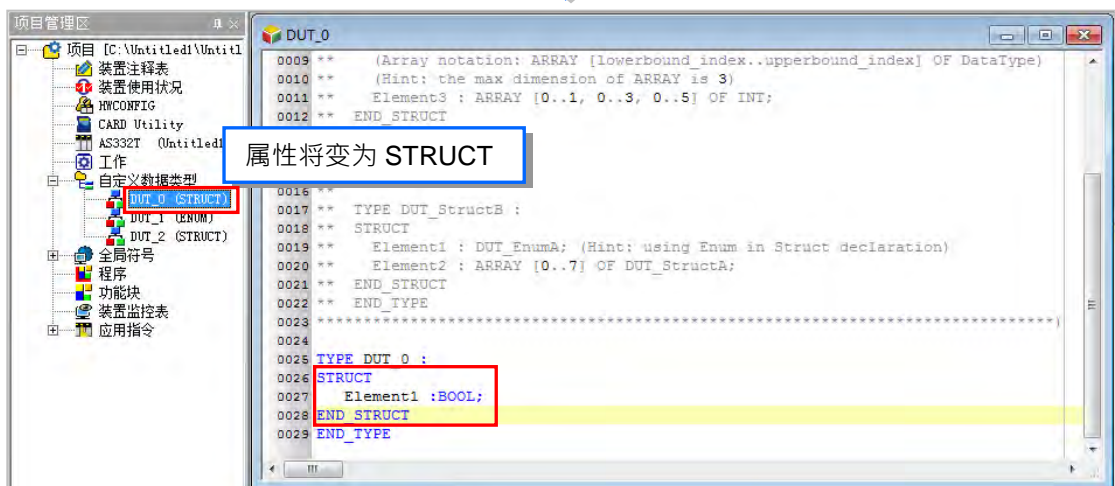 项目管理区
项目 [C:\Untitled1\Untitl
装置注释表
装置使用状况
HWCONFIG
CARD Utility
AS332T (Untitled
工作
自定义数据类型
DUT_0 (STRUCT)
DUT_1 (ENUM)
DUT_2 (STRUCT)
全局符号
程序
功能块
装置监控表
应用指令
属性将变为 STRUCT
DUT_0
0009 ** (Array notation: ARRAY [lowerbound_index..upperbound_index] OF DataType)
0010 ** (Hint: the max dimension of ARRAY is 3)
0011 ** Element3 : ARRAY [0..1, 0..3, 0..5] OF INT;
0012 ** END_STRUCT
0016 **
0017 ** TYPE DUT_StructB :
0018 ** STRUCT
0019 ** Element1 : DUT_EnumA; (Hint: using Enum in Struct declaration)
0020 ** Element2 : ARRAY [0..7] OF DUT_StructA;
0021 ** END_STRUCT
0022 ** END_TYPE
0023 ********************************************************************************)
0024
0025 TYPE DUT_0 :
0026 STRUCT
0027 Element1 :BOOL;
0028 END_STRUCT
0029 END_TYPE